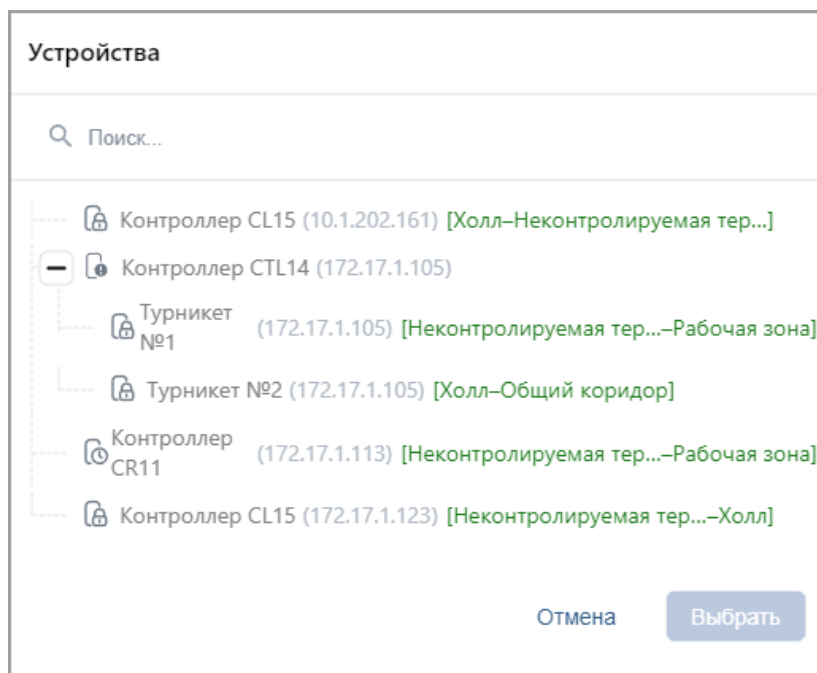 Устройства
Поиск...
Контроллер CL15 (10.1.202.161) [Холл–Неконтролируемая тер...]
Контроллер CTL14 (172.17.1.105)
Турникет
№1 (172.17.1.105) [Неконтролируемая тер...–Рабочая зона]
Турникет №2 (172.17.1.105) [Холл–Общий коридор]
Контроллер
CR11 (172.17.1.113) [Неконтролируемая тер...–Рабочая зона]
Контроллер CL15 (172.17.1.123) [Неконтролируемая тер...–Холл]
Отмена Выбрать